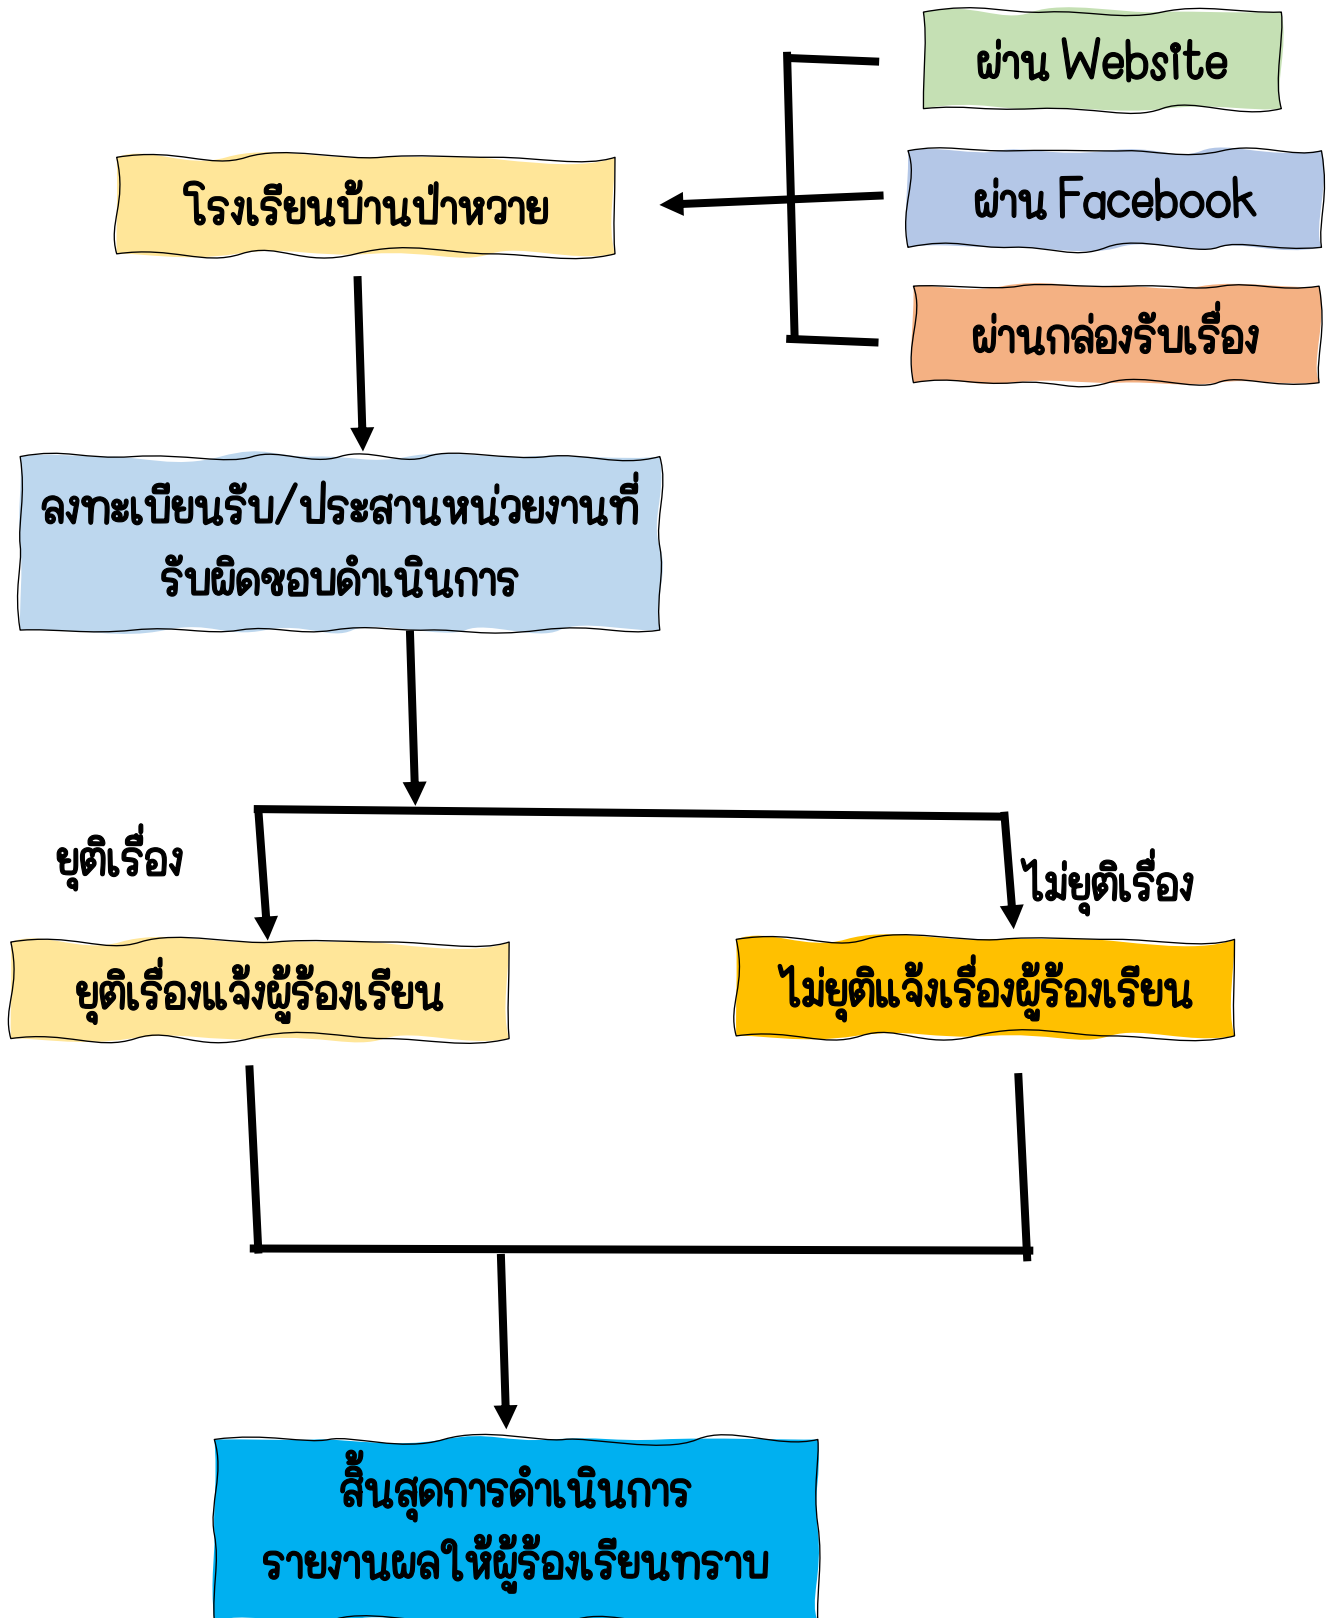 ผ่าน Website
ผ่าน Facebook
ผ่านกล่องรับเรื่อง
โรงเรียนบ้านป่าหวาย
ลงทะเบียนรับ/ประสานหน่วยงานที่
รับผิดชอบดำเนินการ
ยุติเรื่อง
ไม่ยุติเรื่อง
ยุติเรื่องแจ้งผู้ร้องเรียน
ไม่ยุติแจ้งเรื่องผู้ร้องเรียน
สิ้นสุดการดำเนินการ
รายงานผลให้ผู้ร้องเรียนทราบ